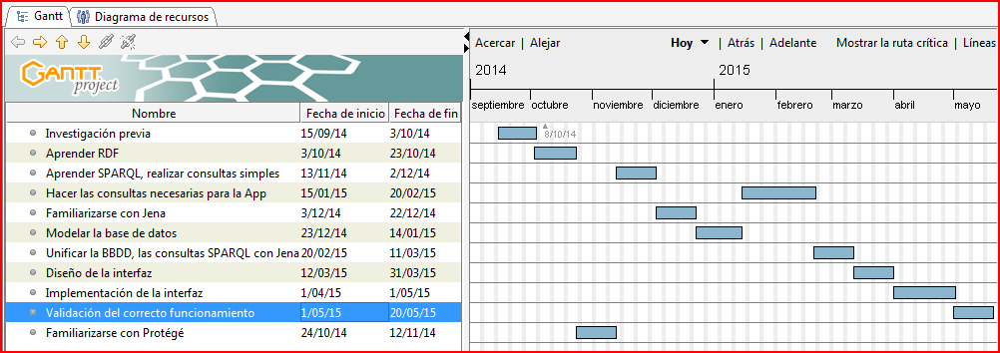 Gantt Diagrama de recursos
Acercar | Alejar Hoy | Atrás | Adelante Mostrar la ruta crítica | Líneas
GANTT project
2014 2015
septiembre octubre noviembre diciembre enero febrero marzo abril mayo
Nombre Fecha de inicio Fecha de fin
Investigación previa 15/09/14 3/10/14 8/10/14
Aprender RDF 3/10/14 23/10/14
Aprender SPARQL, realizar consultas simples 13/11/14 2/12/14
Hacer las consultas necesarias para la App 15/01/15 20/02/15
Familiarizarse con Jena 3/12/14 22/12/14
Modelar la base de datos 23/12/14 14/01/15
Unificar la BBDD, las consultas SPARQL con Jena 20/02/15 11/03/15
Diseño de la interfaz 12/03/15 31/03/15
Implementación de la interfaz 1/04/15 1/05/15
Validación del correcto funcionamiento 1/05/15 20/05/15
Familiarizarse con Protégé 24/10/14 12/11/14